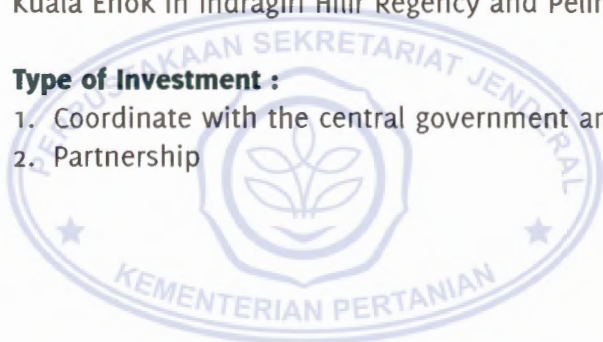 Kuala Enok in Indragiri Hilir Regency and
Type of Investment :
1. Coordinate with the central government
2. Partnership
PERPUSTAKAAN SEKRETARIAT JENDERAL
KEMENTERIAN PERTANIAN